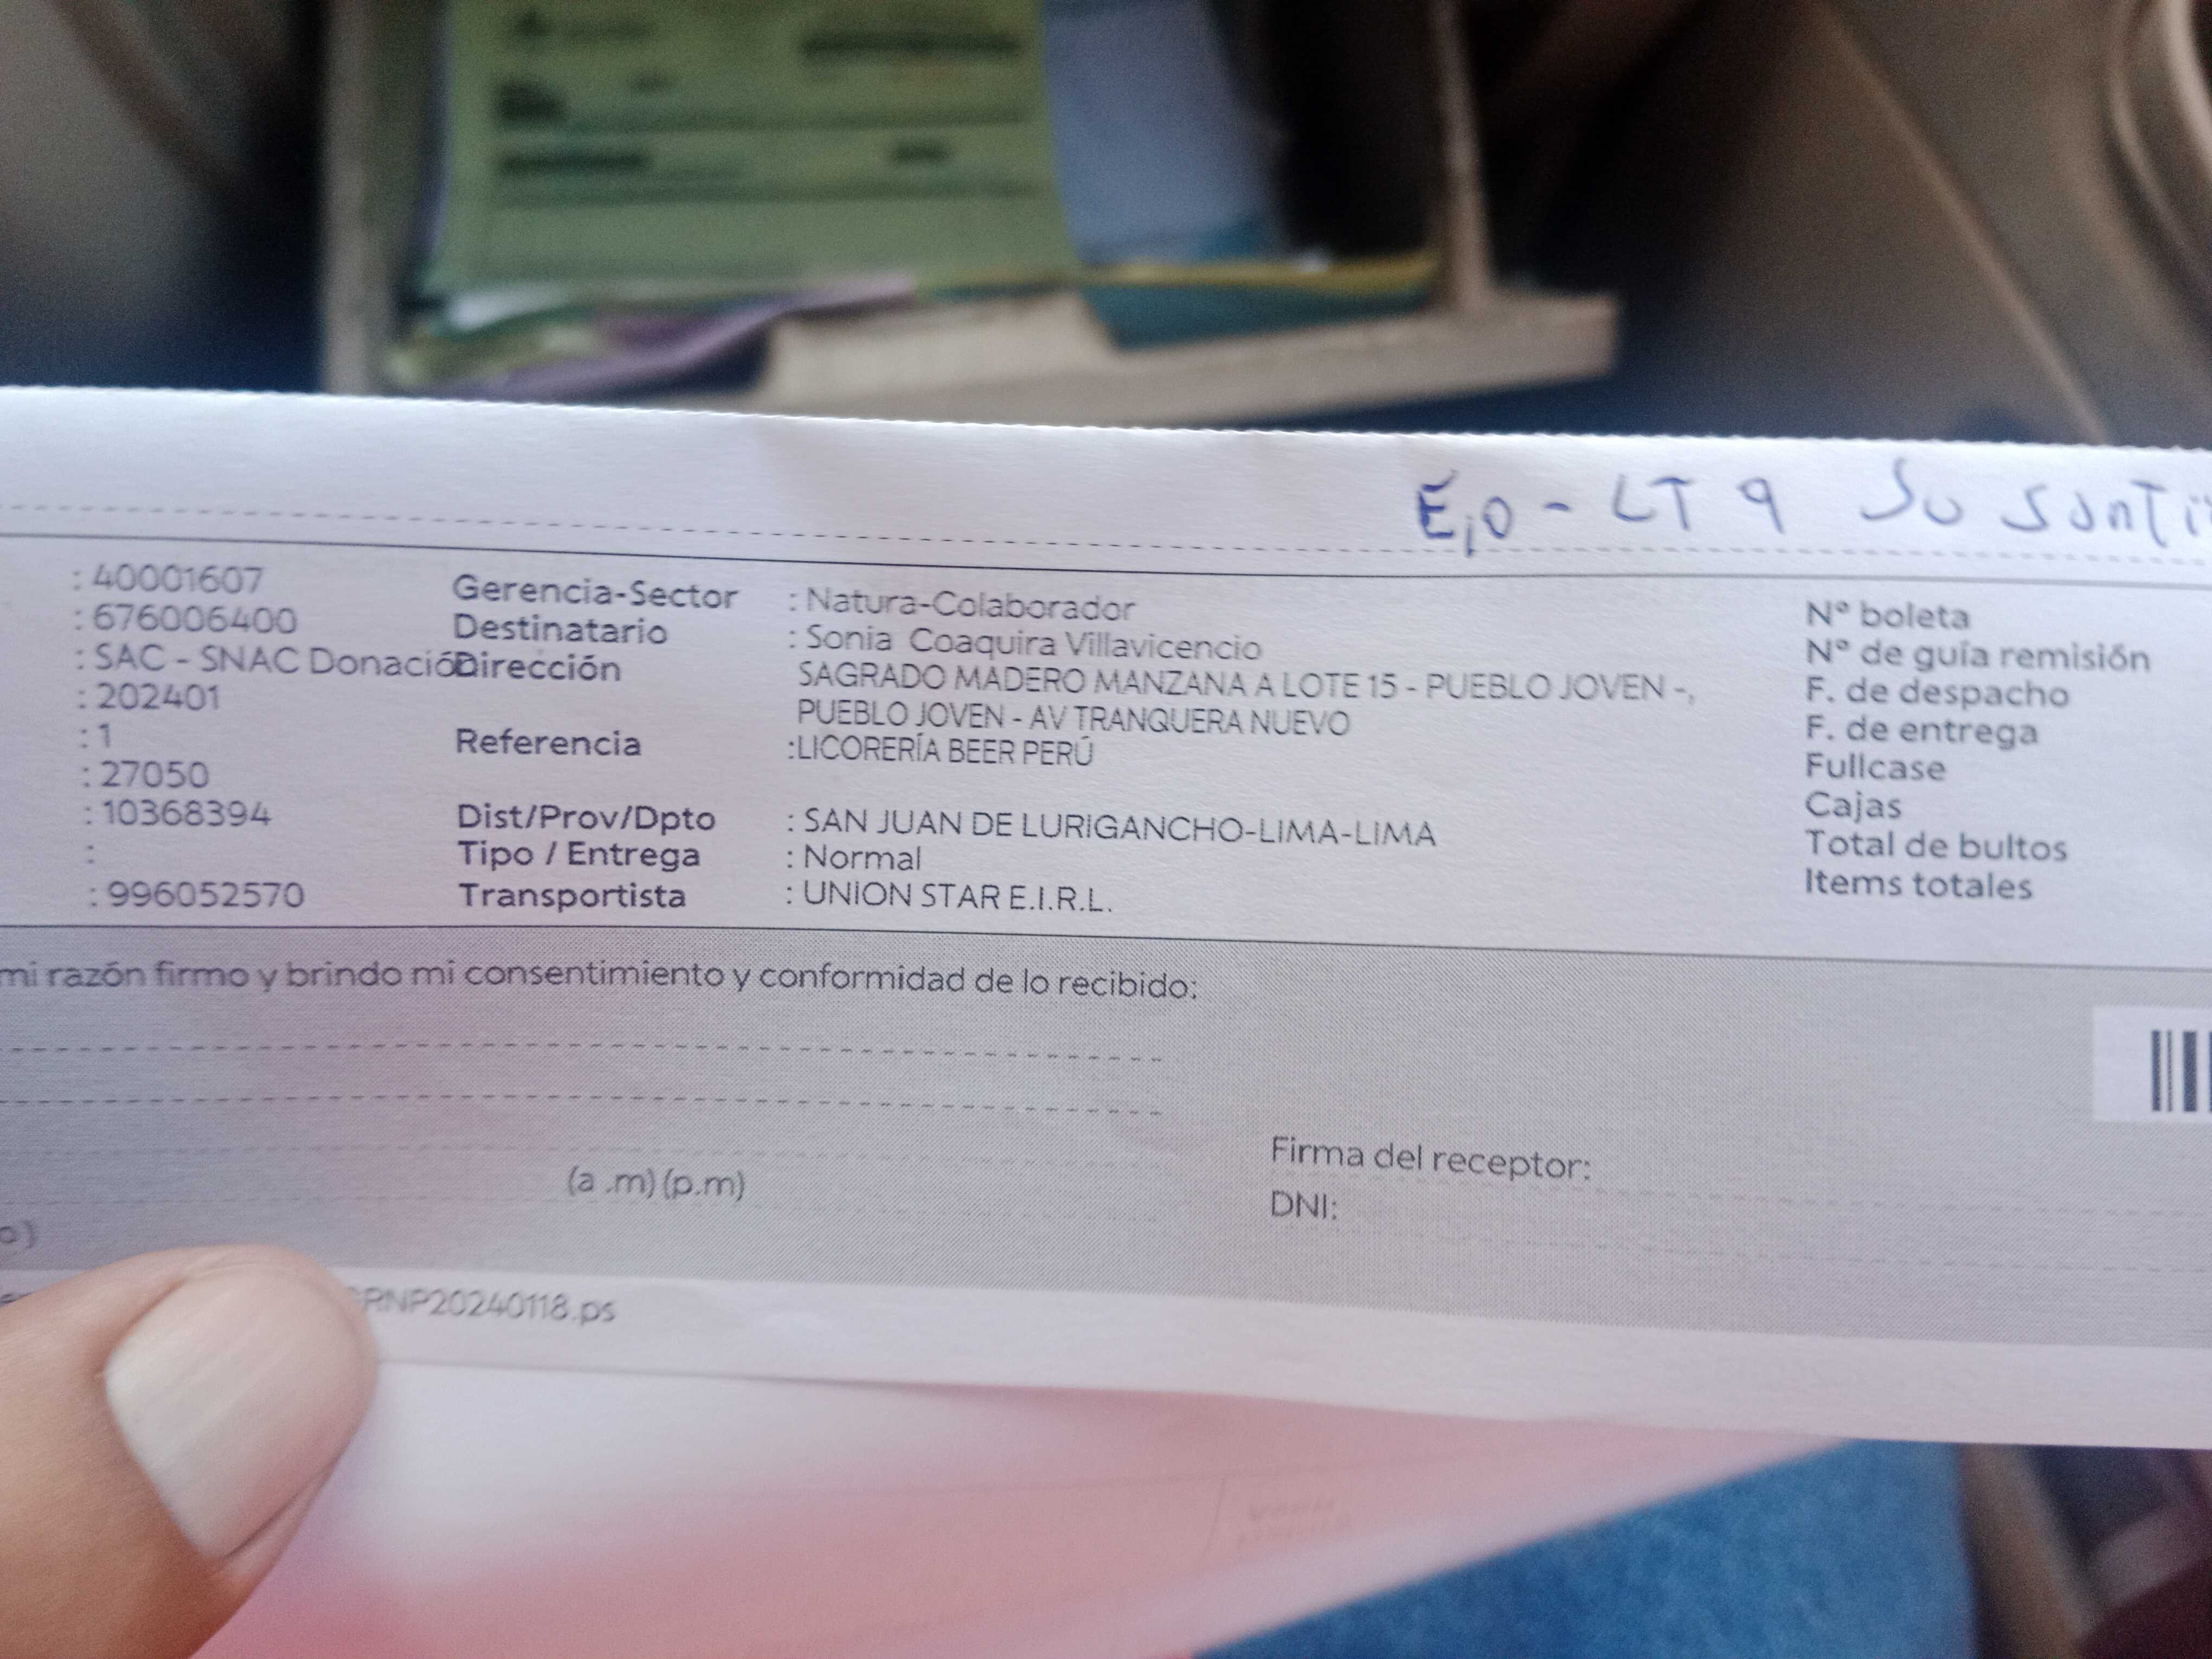 E,0 - LT 9 Su
: 40001607 Gerencia-Sector : Natura-Colaborador Nº boleta
: 676006400 Destinatario : Sonia Coaquira Villavicencio Nº de guía remisión
: SAC - SNAC Donación Dirección SAGRADO MADERO MANZANA A LOTE 15 - PUEBLO JOVEN -, F. de despacho
: 202401 PUEBLO JOVEN - AV TRANQUERA NUEVO F. de entrega
: 1 Referencia :LICORERÍA BEER PERÚ Fullcase
: 27050 Cajas
: 10368394 Dist/Prov/Dpto : SAN JUAN DE LURIGANCHO-LIMA-LIMA Total de bultos
: Tipo / Entrega : Normal Items totales
: 996052570 Transportista : UNION STAR E.I.R.L.
mi razón firmo y brindo mi consentimiento y conformidad de lo recibido:
Firma del receptor:
(a .m) (p.m)
DNI:
RNP20240118.ps